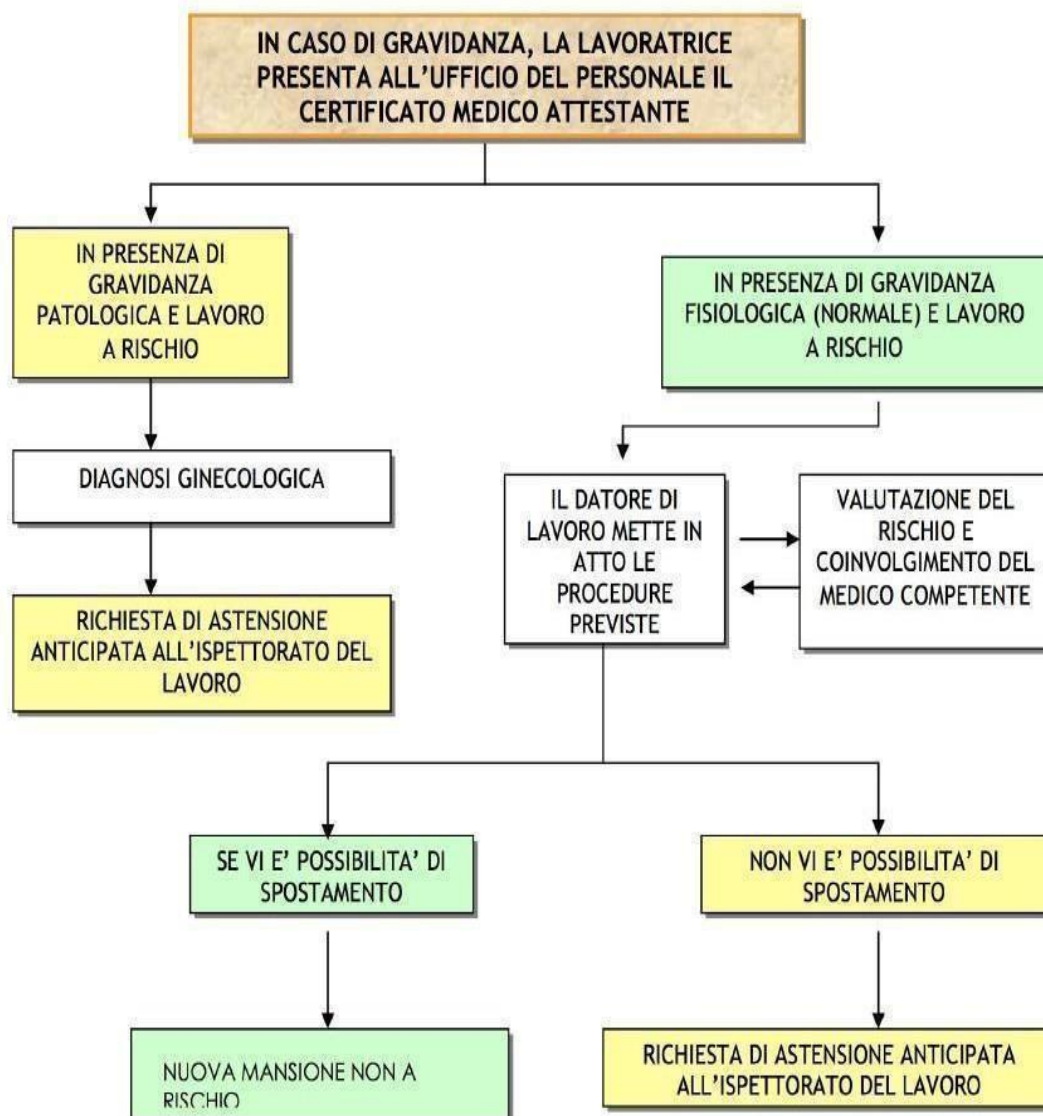 IN CASO DI GRAVIDANZA, LA LAVORATRICE
PRESENTA ALL'UFFICIO DEL PERSONALE IL
CERTIFICATO MEDICO ATTESTANTE
IN PRESENZA DI
GRAVIDANZA
PATOLOGICA E LAVORO
A RISCHIO
IN PRESENZA DI GRAVIDANZA
FISIOLOGICA (NORMALE) E LAVORO
A RISCHIO
DIAGNOSI GINECOLOGICA
IL DATORE DI
LAVORO METTE IN
ATTO LE
PROCEDURE
PREVISTE
VALUTAZIONE DEL
RISCHIO E
COINVOLGIMENTO DEL
MEDICO COMPETENTE
RICHIESTA DI ASTENSIONE
ANTICIPATA ALL'ISPETTORATO DEL
LAVORO
SE VI E' POSSIBILITA' DI
SPOSTAMENTO
NON VI E' POSSIBILITA' DI
SPOSTAMENTO
NUOVA MANSIONE NON A
RISCHIO
RICHIESTA DI ASTENSIONE ANTICIPATA
ALL'ISPETTORATO DEL LAVORO